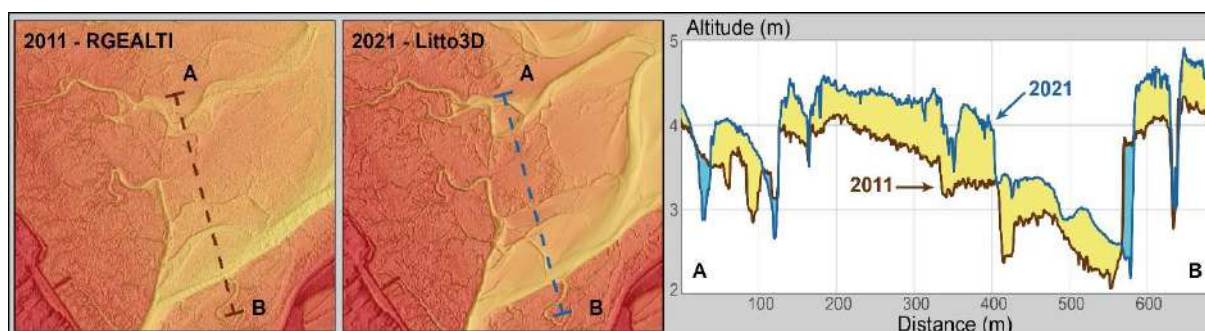 2011 - RGEALTI
A
B
2021 - Litto3D
A
B
Altitude (m)
5
4
3
2
2021
2011
A
B
100
200
300
400
500
600
Distance (m)